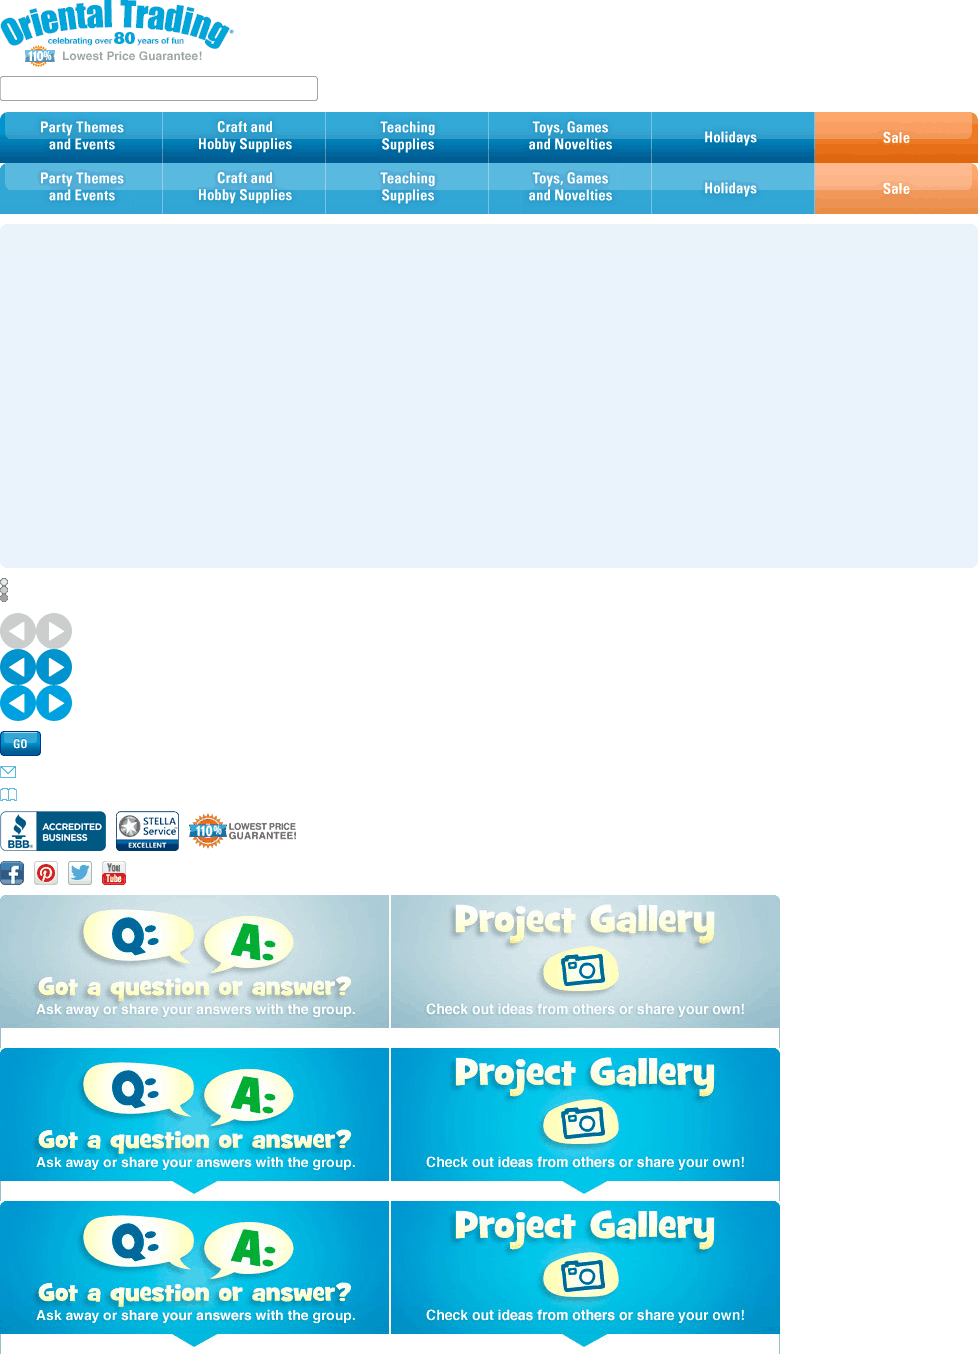 Oriental Trading
celebrating over 80 years of fun
110% Lowest Price Guarantee!
Party Themes and Events
Craft and Hobby Supplies
Teaching Supplies
Toys, Games and Novelties
Holidays
Sale
Party Themes and Events
Craft and Hobby Supplies
Teaching Supplies
Toys, Games and Novelties
Holidays
Sale
GO
BBB. ACCREDITED BUSINESS
STELLA Service EXCELLENT
110% LOWEST PRICE GUARANTEE!
You Tube
Q: A:
Got a question or answer?
Ask away or share your answers with the group.
Project Gallery
Check out ideas from others or share your own!
Q: A:
Got a question or answer?
Ask away or share your answers with the group.
Project Gallery
Check out ideas from others or share your own!
Q: A:
Got a question or answer?
Ask away or share your answers with the group.
Project Gallery
Check out ideas from others or share your own!